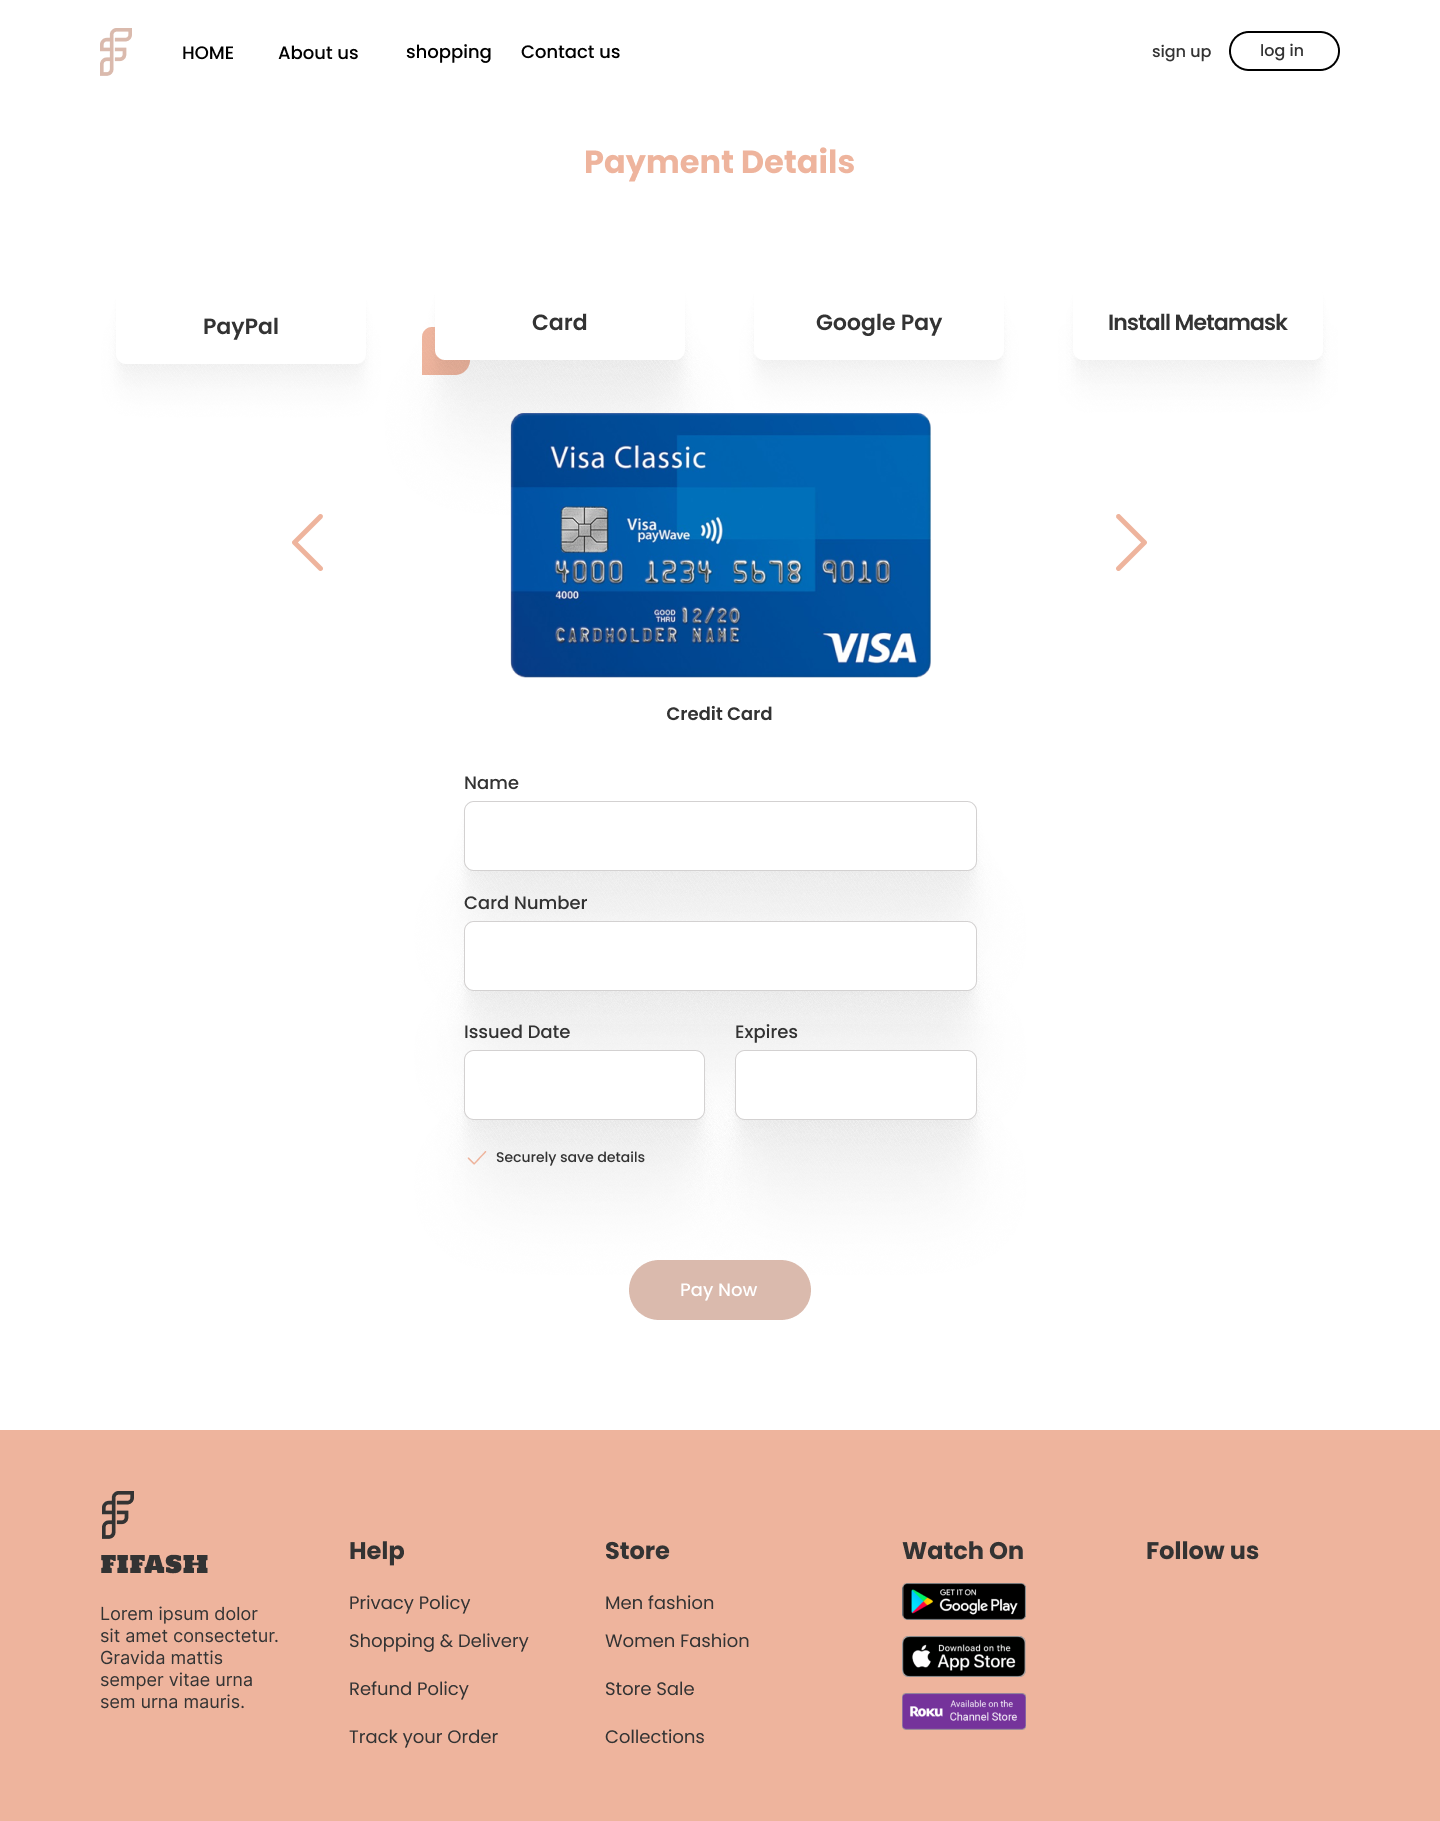 HOME
About us
shopping
Contact us
sign up
log in
Payment Details
PayPal
Card
Google Pay
Install Metamask
Visa Classic
Visa
payWave
4000 1234 5678 9010
4000
GOOD
THRU 12/20
CARDHOLDER NAME
VISA
Credit Card
Name
Card Number
Issued Date
Expires
Securely save details
Pay Now
FIFASH
Lorem ipsum dolor
sit amet consectetur.
Gravida mattis
semper vitae urna
sem urna mauris.
Help
Privacy Policy
Shopping & Delivery
Refund Policy
Track your Order
Store
Men fashion
Women Fashion
Store Sale
Collections
Watch On
GET IT ON
Google Play
Download on the
App Store
ROKU
Available on the
Channel Store
Follow us